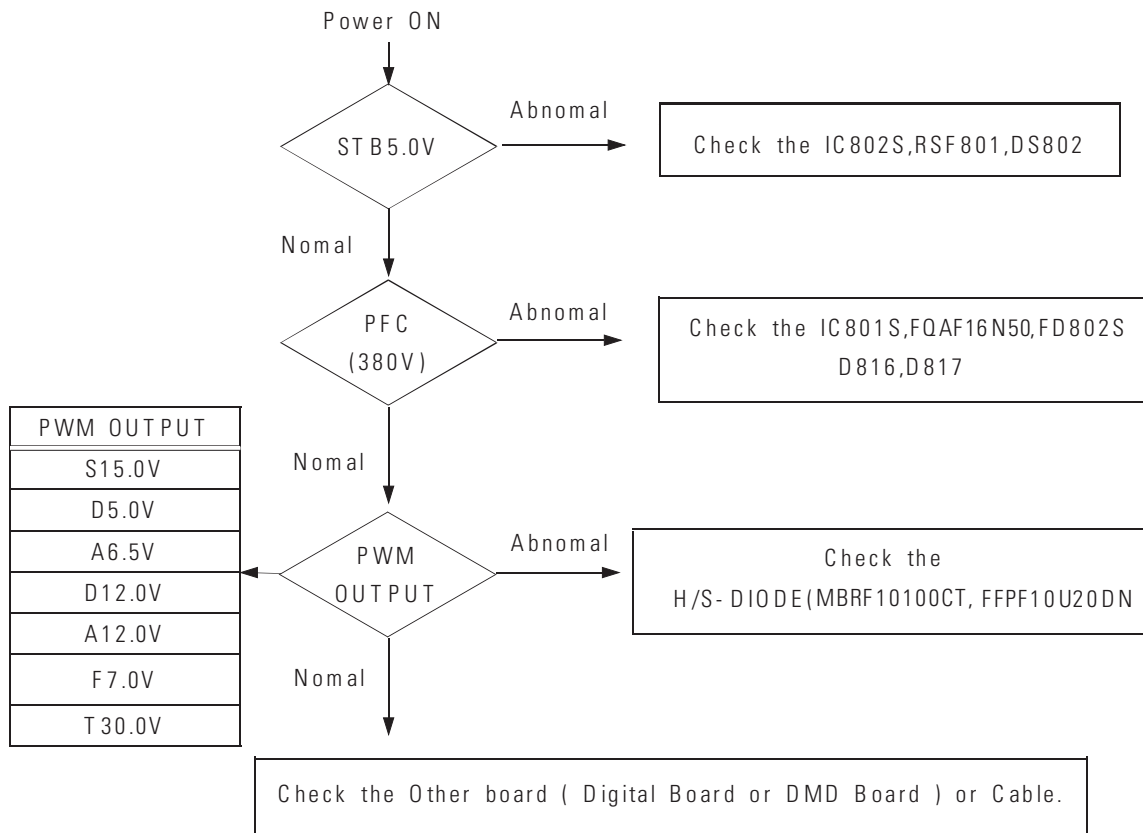 Power ON
STB5.0V
Abnomal
Check the IC802S,RSF801,DS802
Nomal
PFC
(380V)
Abnomal
Check the IC801S,FQAF16N50,FD802S
D816,D817
Nomal
PWM OUTPUT
S15.0V
D5.0V
A6.5V
D12.0V
A12.0V
F7.0V
T30.0V
PWM
OUTPUT
Abnomal
Check the
H/S-DIODE(MBRF10100CT, FFPF10U20DN
Nomal
Check the Other board ( Digital Board or DMD Board ) or Cable.